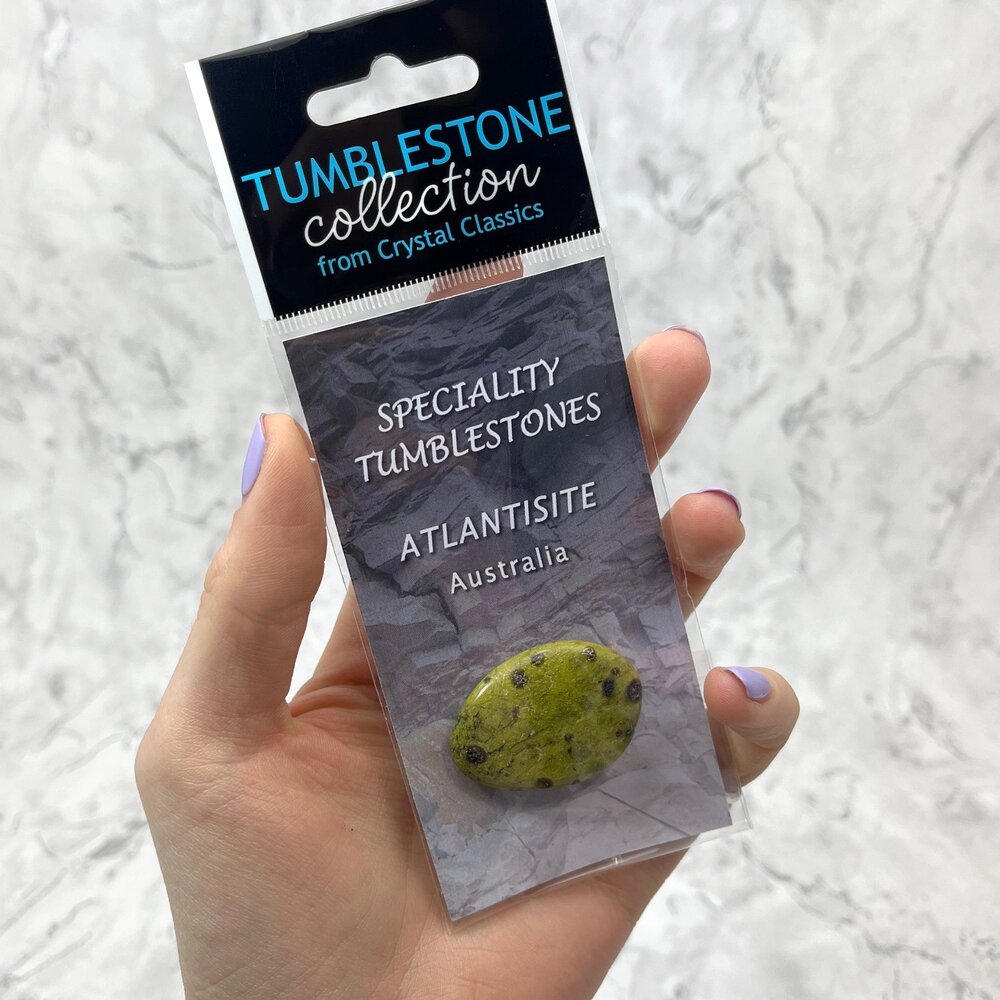 TUMBLESTONE
collection
from Crystal Classics
SPECIALITY
TUMBLESTONES
ATLANTISITE
Australia